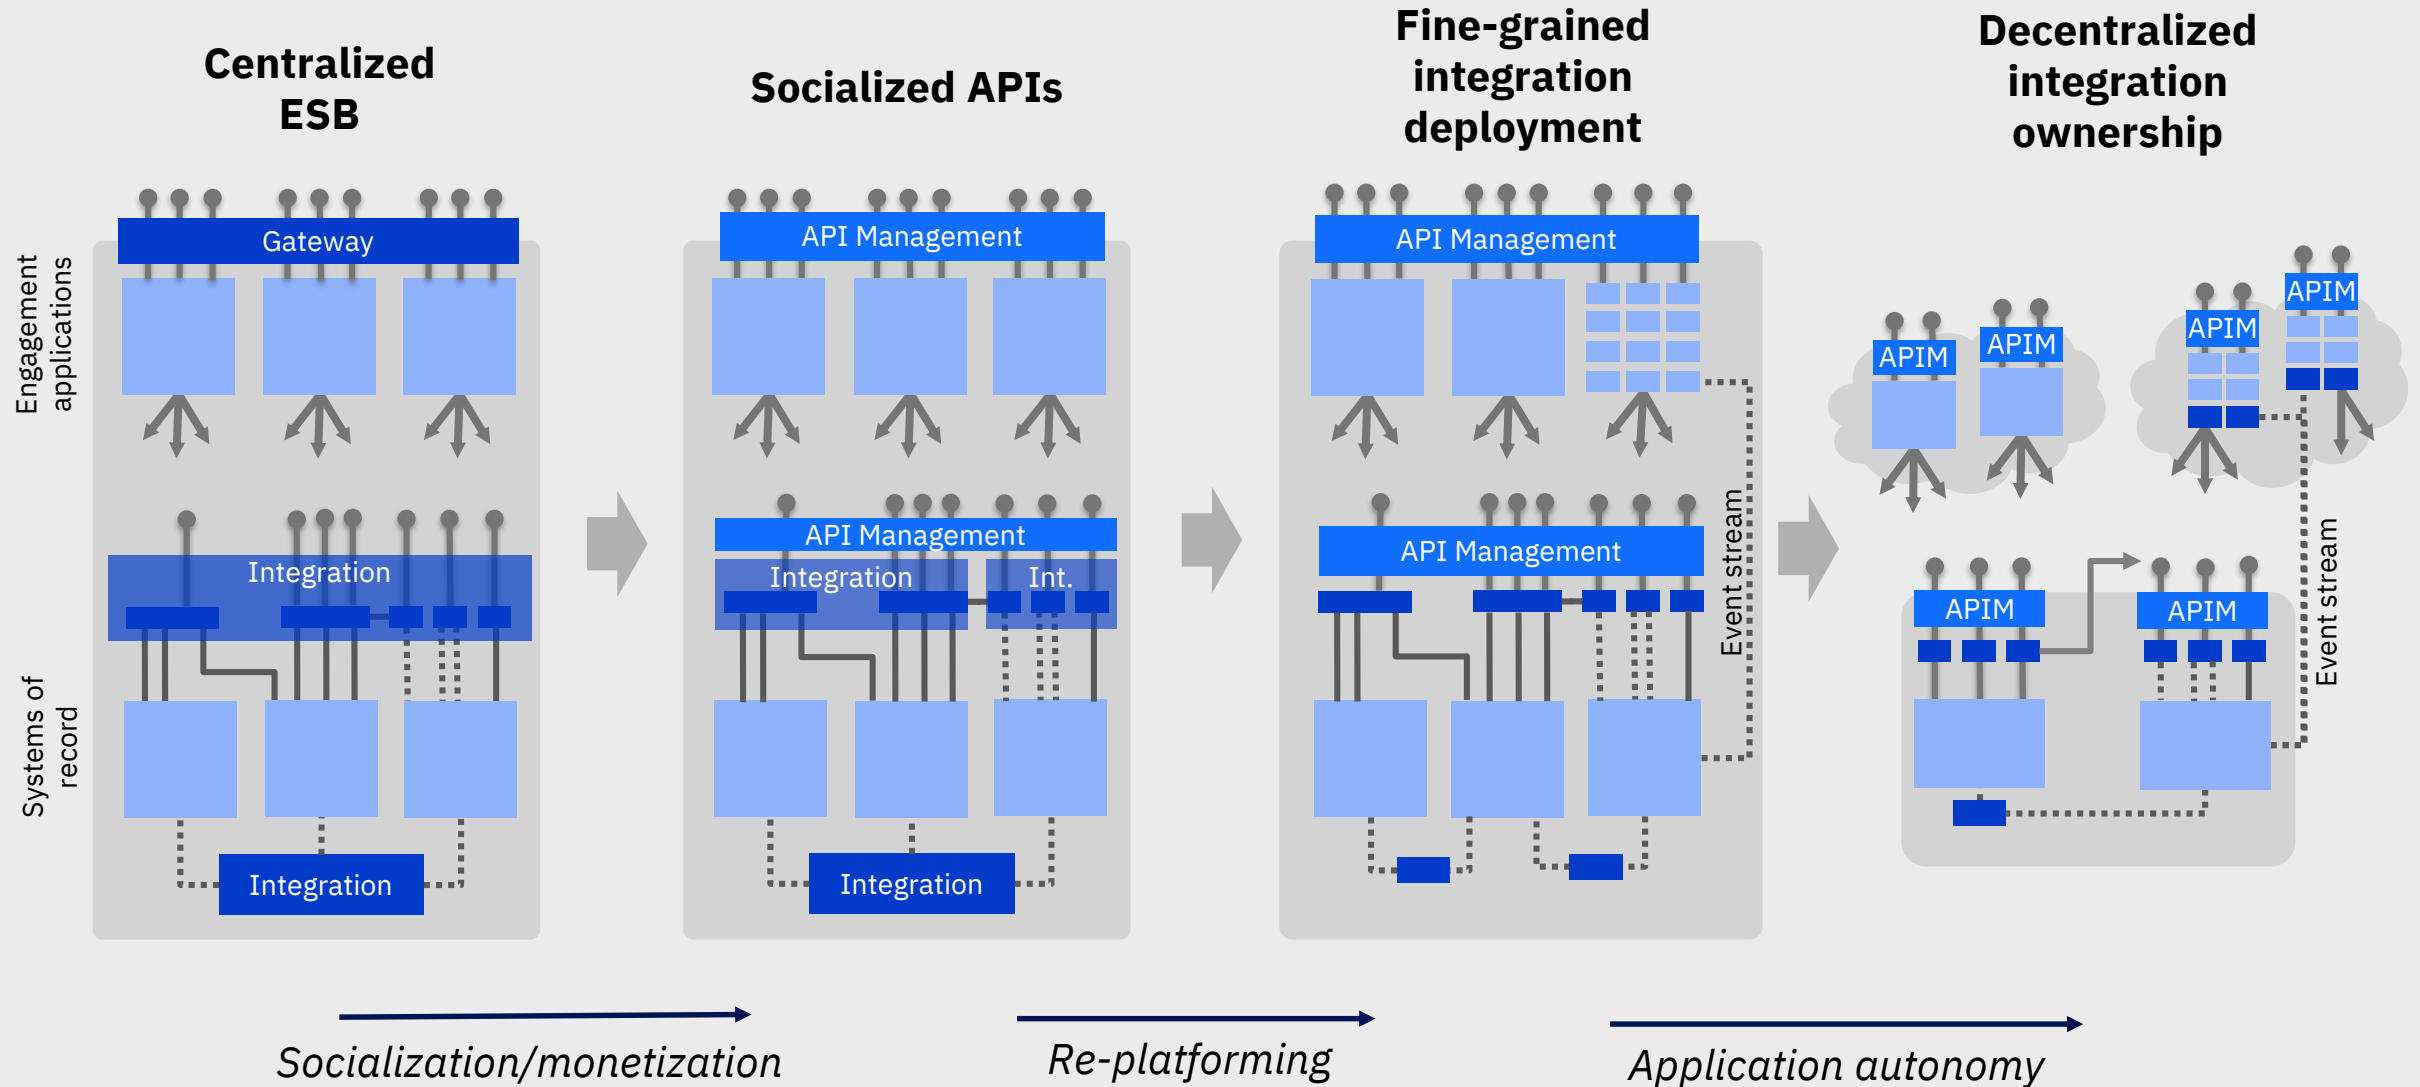 Centralized
ESB
Socialized APIs
Fine-grained
integration
deployment
Decentralized
integration
ownership
Engagement
applications
Systems of
record
Gateway
Integration
Integration
API Management
API Management
Integration
Int.
Integration
API Management
API Management
Event stream
APIM
APIM
APIM
APIM
APIM
APIM
Event stream
Socialization/monetization
Re-platforming
Application autonomy